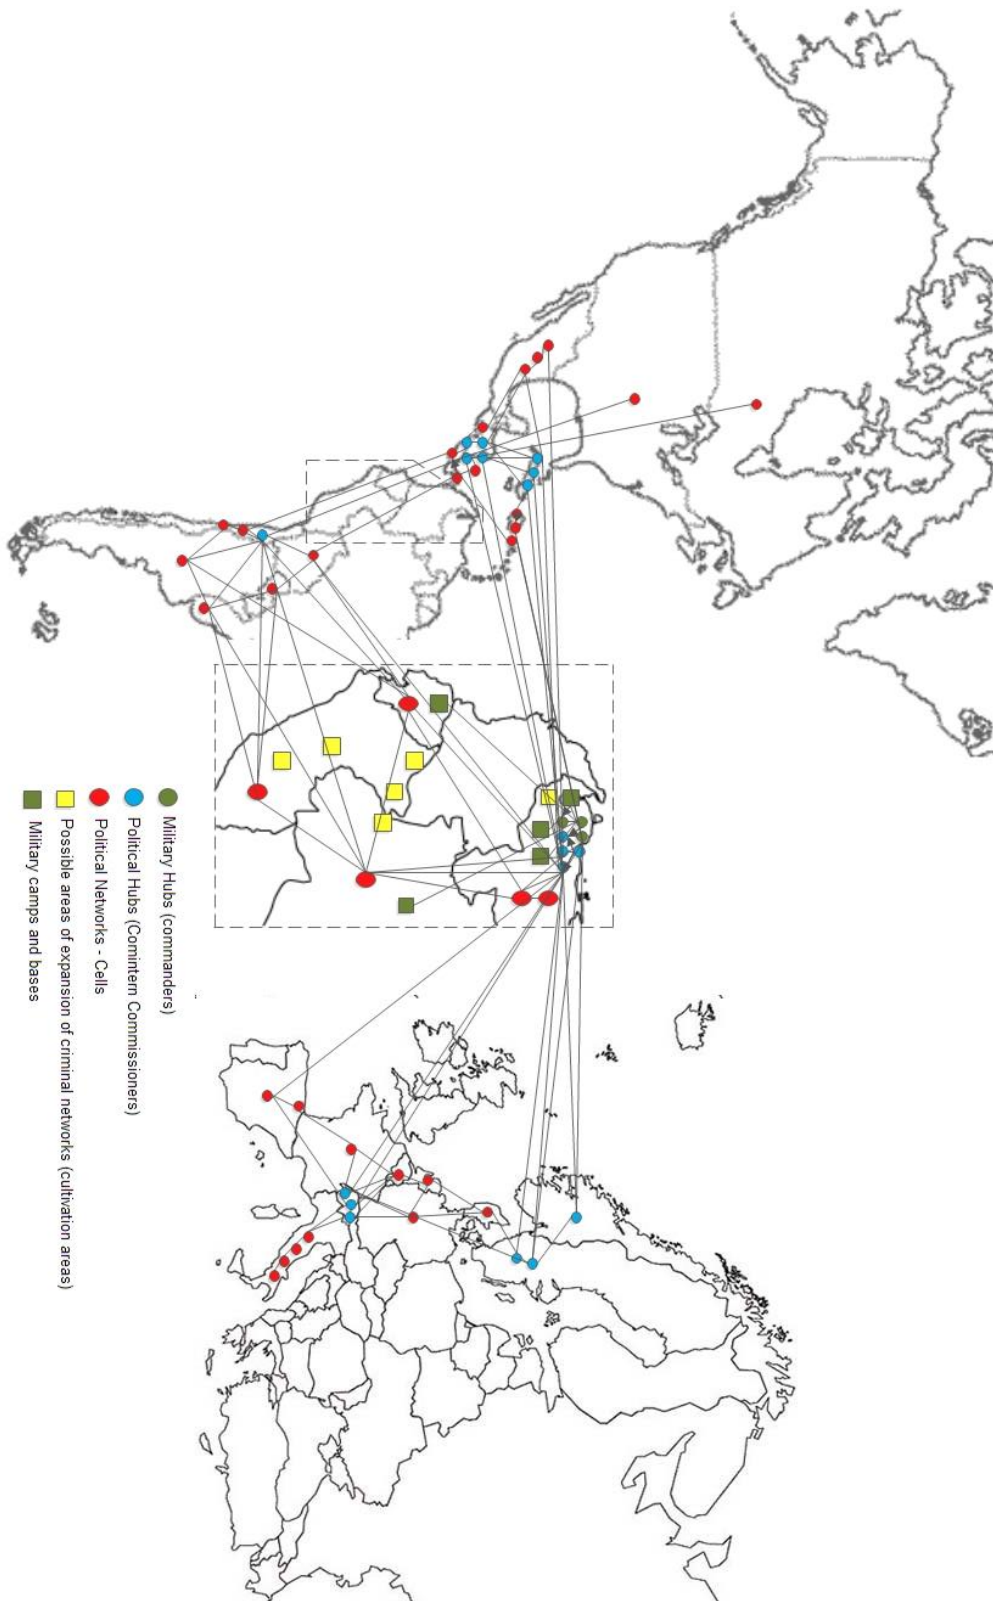 Military Hubs (commanders)
Political Hubs (Comintern Commissioners)
Political Networks - Cells
Possible areas of expansion of criminal networks (cultivation areas)
Military camps and bases